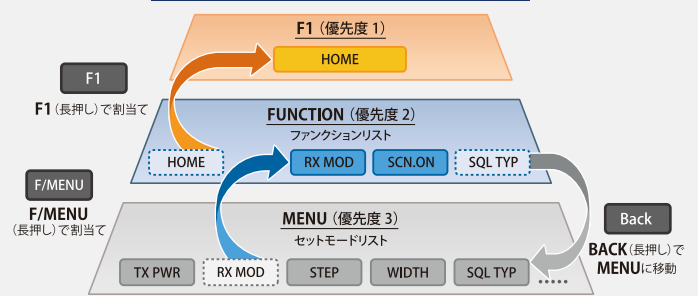 F1（優先度 1）
HOME
F1
F1（長押し）で割当て
FUNCTION（優先度 2）
ファンクションリスト
HOME
RX MOD
SCN.ON
SQL TYP
F/MENU
F/MENU
（長押し）で割当て
MENU（優先度 3）
セットモードリスト
TX PWR
RX MOD
STEP
WIDTH
SQL TYP
.....
Back
BACK（長押し）で
MENUに移動